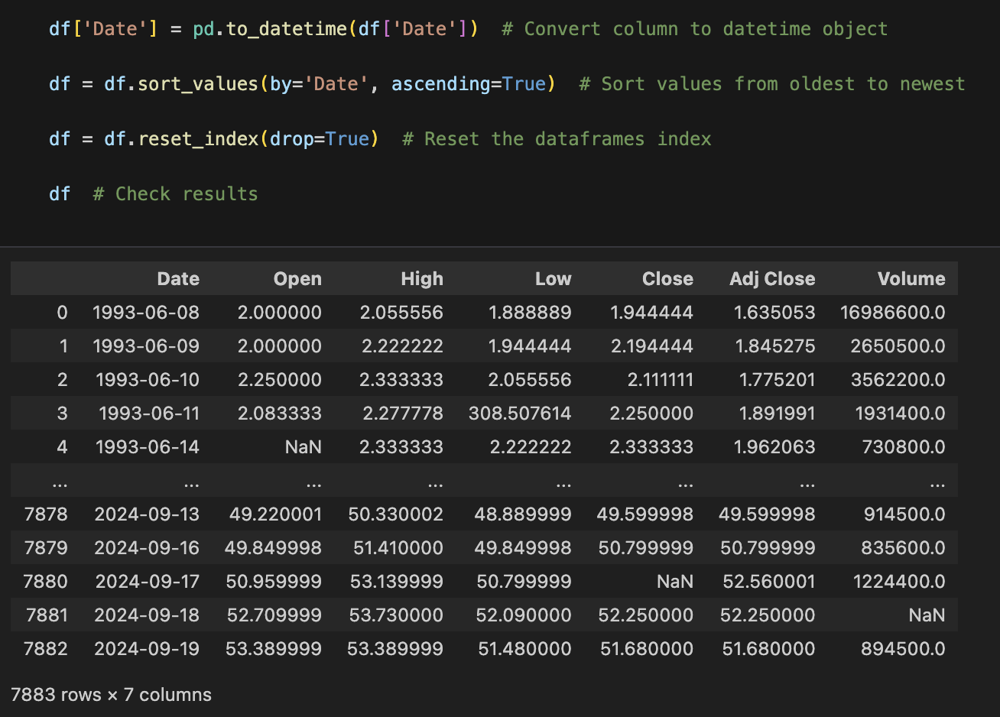 df['Date'] = pd.to_datetime(df['Date'])  # Convert column to datetime object
df = df.sort_values(by='Date', ascending=True)  # Sort values from oldest to newest
df = df.reset_index(drop=True)  # Reset the dataframes index
df  # Check results
Date Open High Low Close Adj Close Volume
0 1993-06-08 2.000000 2.055556 1.888889 1.944444 1.635053 16986600.0
1 1993-06-09 2.000000 2.222222 1.944444 2.194444 1.845275 2650500.0
2 1993-06-10 2.250000 2.333333 2.055556 2.111111 1.775201 3562200.0
3 1993-06-11 2.083333 2.277778 308.507614 2.250000 1.891991 1931400.0
4 1993-06-14 NaN 2.333333 2.222222 2.333333 1.962063 730800.0
... ... ... ... ... ... ... ...
7878 2024-09-13 49.220001 50.330002 48.889999 49.599998 49.599998 914500.0
7879 2024-09-16 49.849998 51.410000 49.849998 50.799999 50.799999 835600.0
7880 2024-09-17 50.959999 53.139999 50.799999 NaN 52.560001 1224400.0
7881 2024-09-18 52.709999 53.730000 52.090000 52.250000 52.250000 NaN
7882 2024-09-19 53.389999 53.389999 51.480000 51.680000 51.680000 894500.0
7883 rows × 7 columns